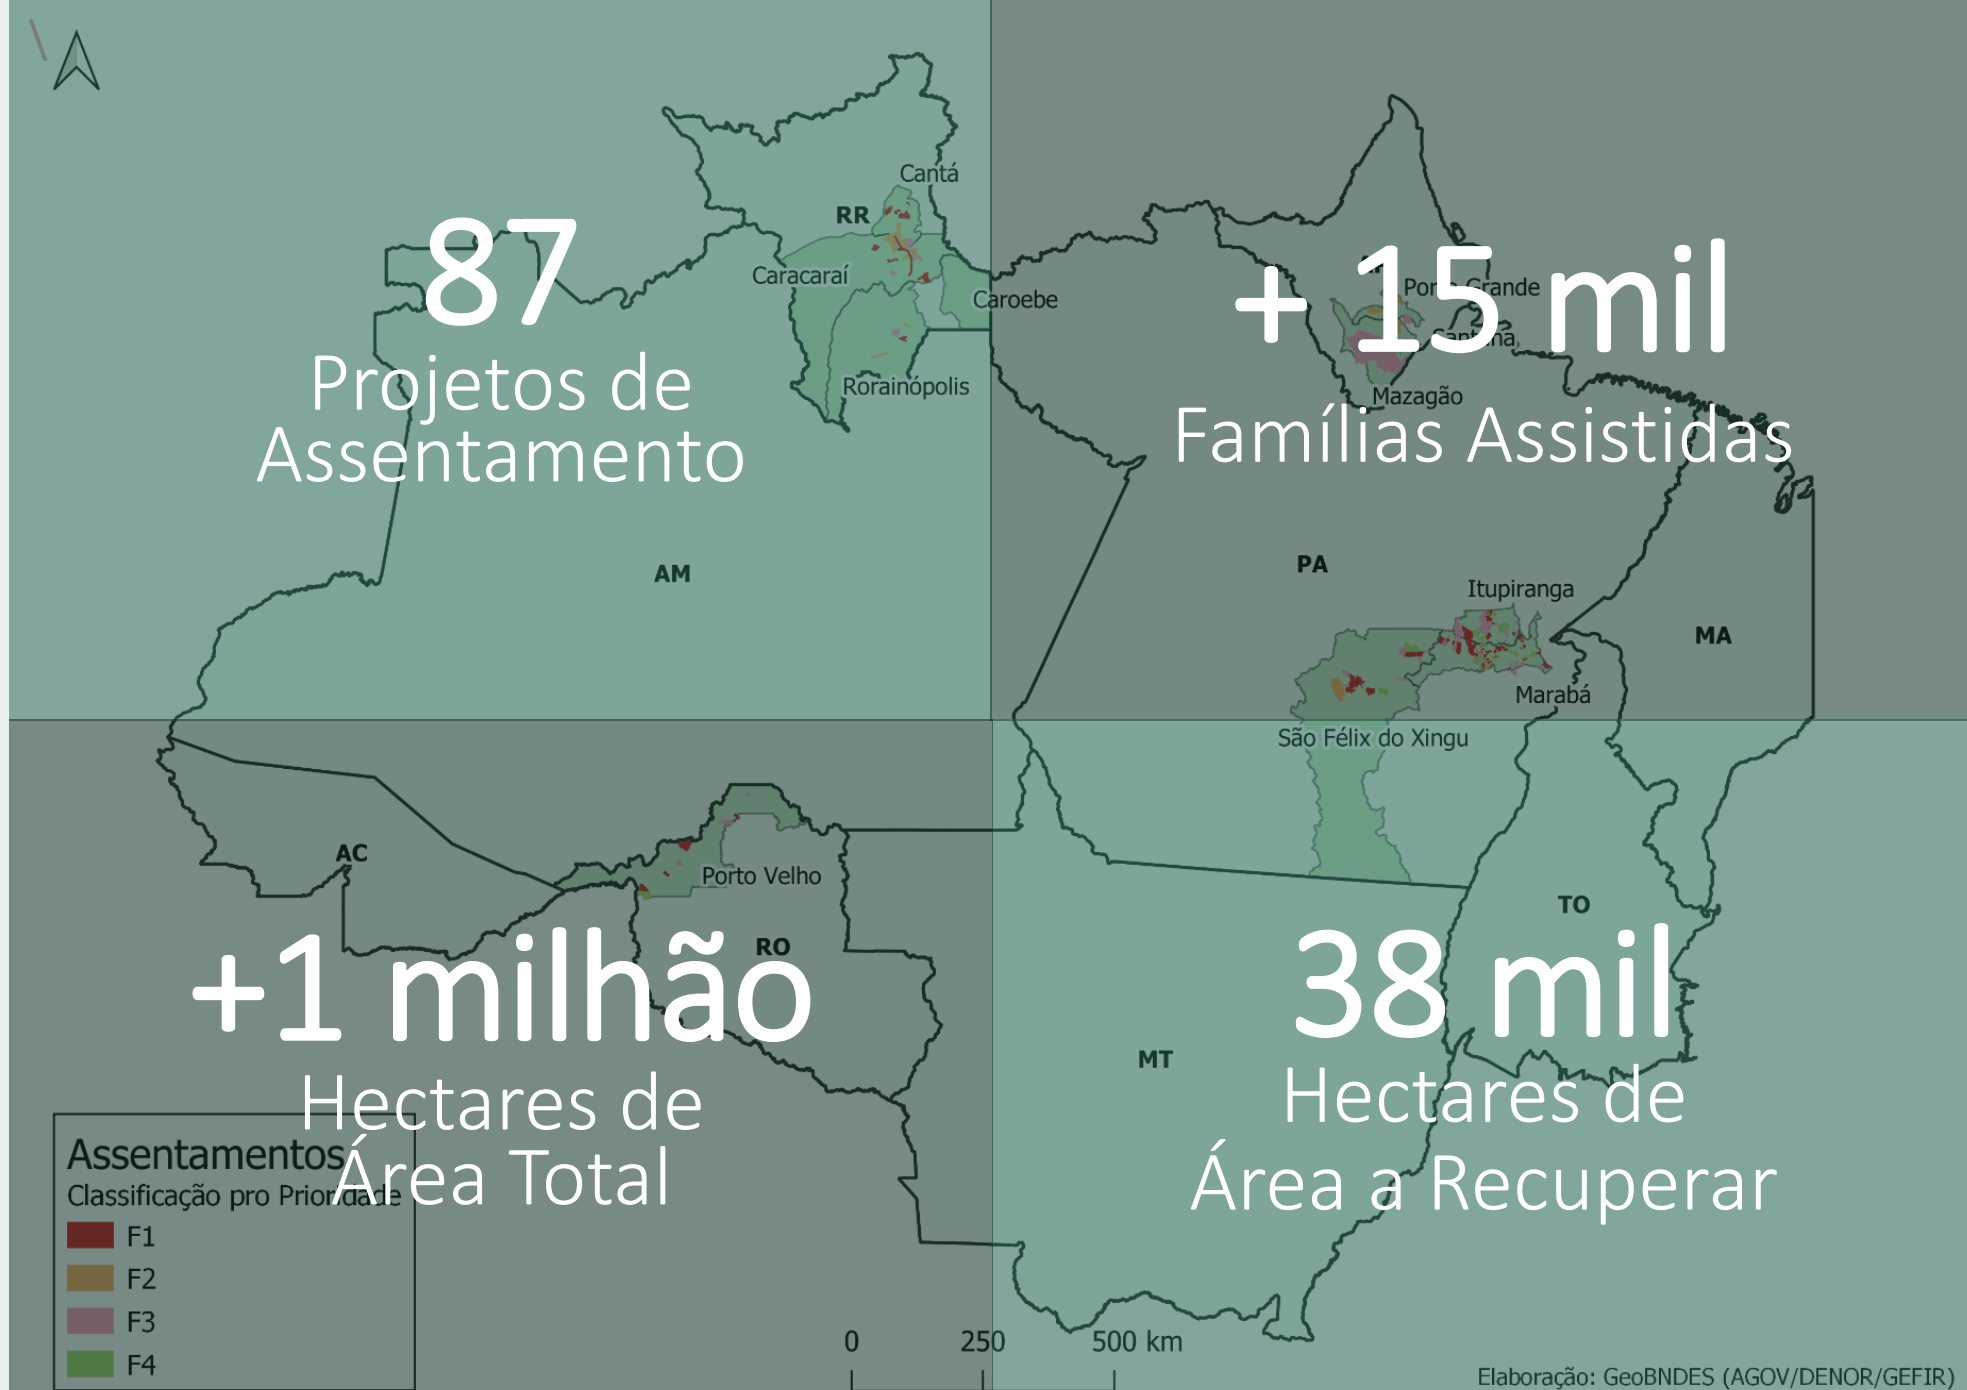 87
Projetos de
Assentamento
+ 15 mil
Famílias Assistidas
+1 milhão
Hectares de
Área Total
38 mil
Hectares de
Área a Recuperar
Cantá
RR
Caracaraí
Caroebe
Rorainópolis
Porto Grande
Santana
Mazagão
AM
PA
Itupiranga
MA
Marabá
São Félix do Xingu
AC
Porto Velho
RO
TO
MT
Assentamentos
Classificação pro Prioridade
F1
F2
F3
F4
0 250 500 km
Elaboração: GeoBNDES (AGOV/DENOR/GEFIR)